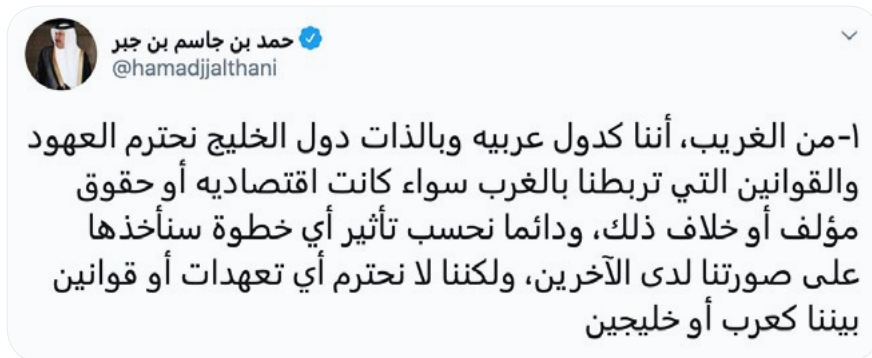 حمد بن جاسم بن جبر
@hamadjjalthani
١-من الغريب، أننا كدول عربيه وبالذات دول الخليج نحترم العهود
والقوانين التي تربطنا بالغرب سواء كانت اقتصاديه أو حقوق
مؤلف أو خلاف ذلك، ودائما نحسب تأثير أي خطوة سنأخذها
على صورتنا لدى الآخرين، ولكننا لا نحترم أي تعهدات أو قوانين
بيننا كعرب أو خليجين